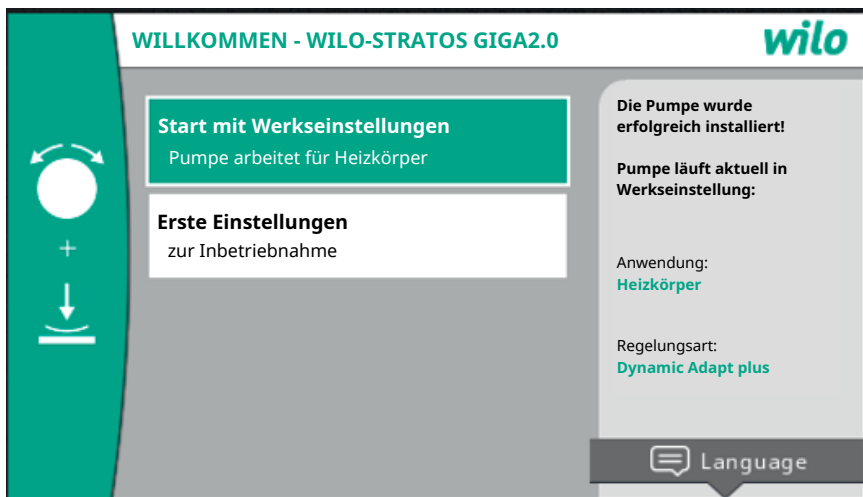 WILLKOMMEN - WILO-STRATOS GIGA2.0
wilo
Start mit Werkseinstellungen
Pumpe arbeitet für Heizkörper
Erste Einstellungen
zur Inbetriebnahme
Die Pumpe wurde
erfolgreich installiert!
Pumpe läuft aktuell in
Werkseinstellung:
Anwendung:
Heizkörper
Regelungsart:
Dynamic Adapt plus
Language